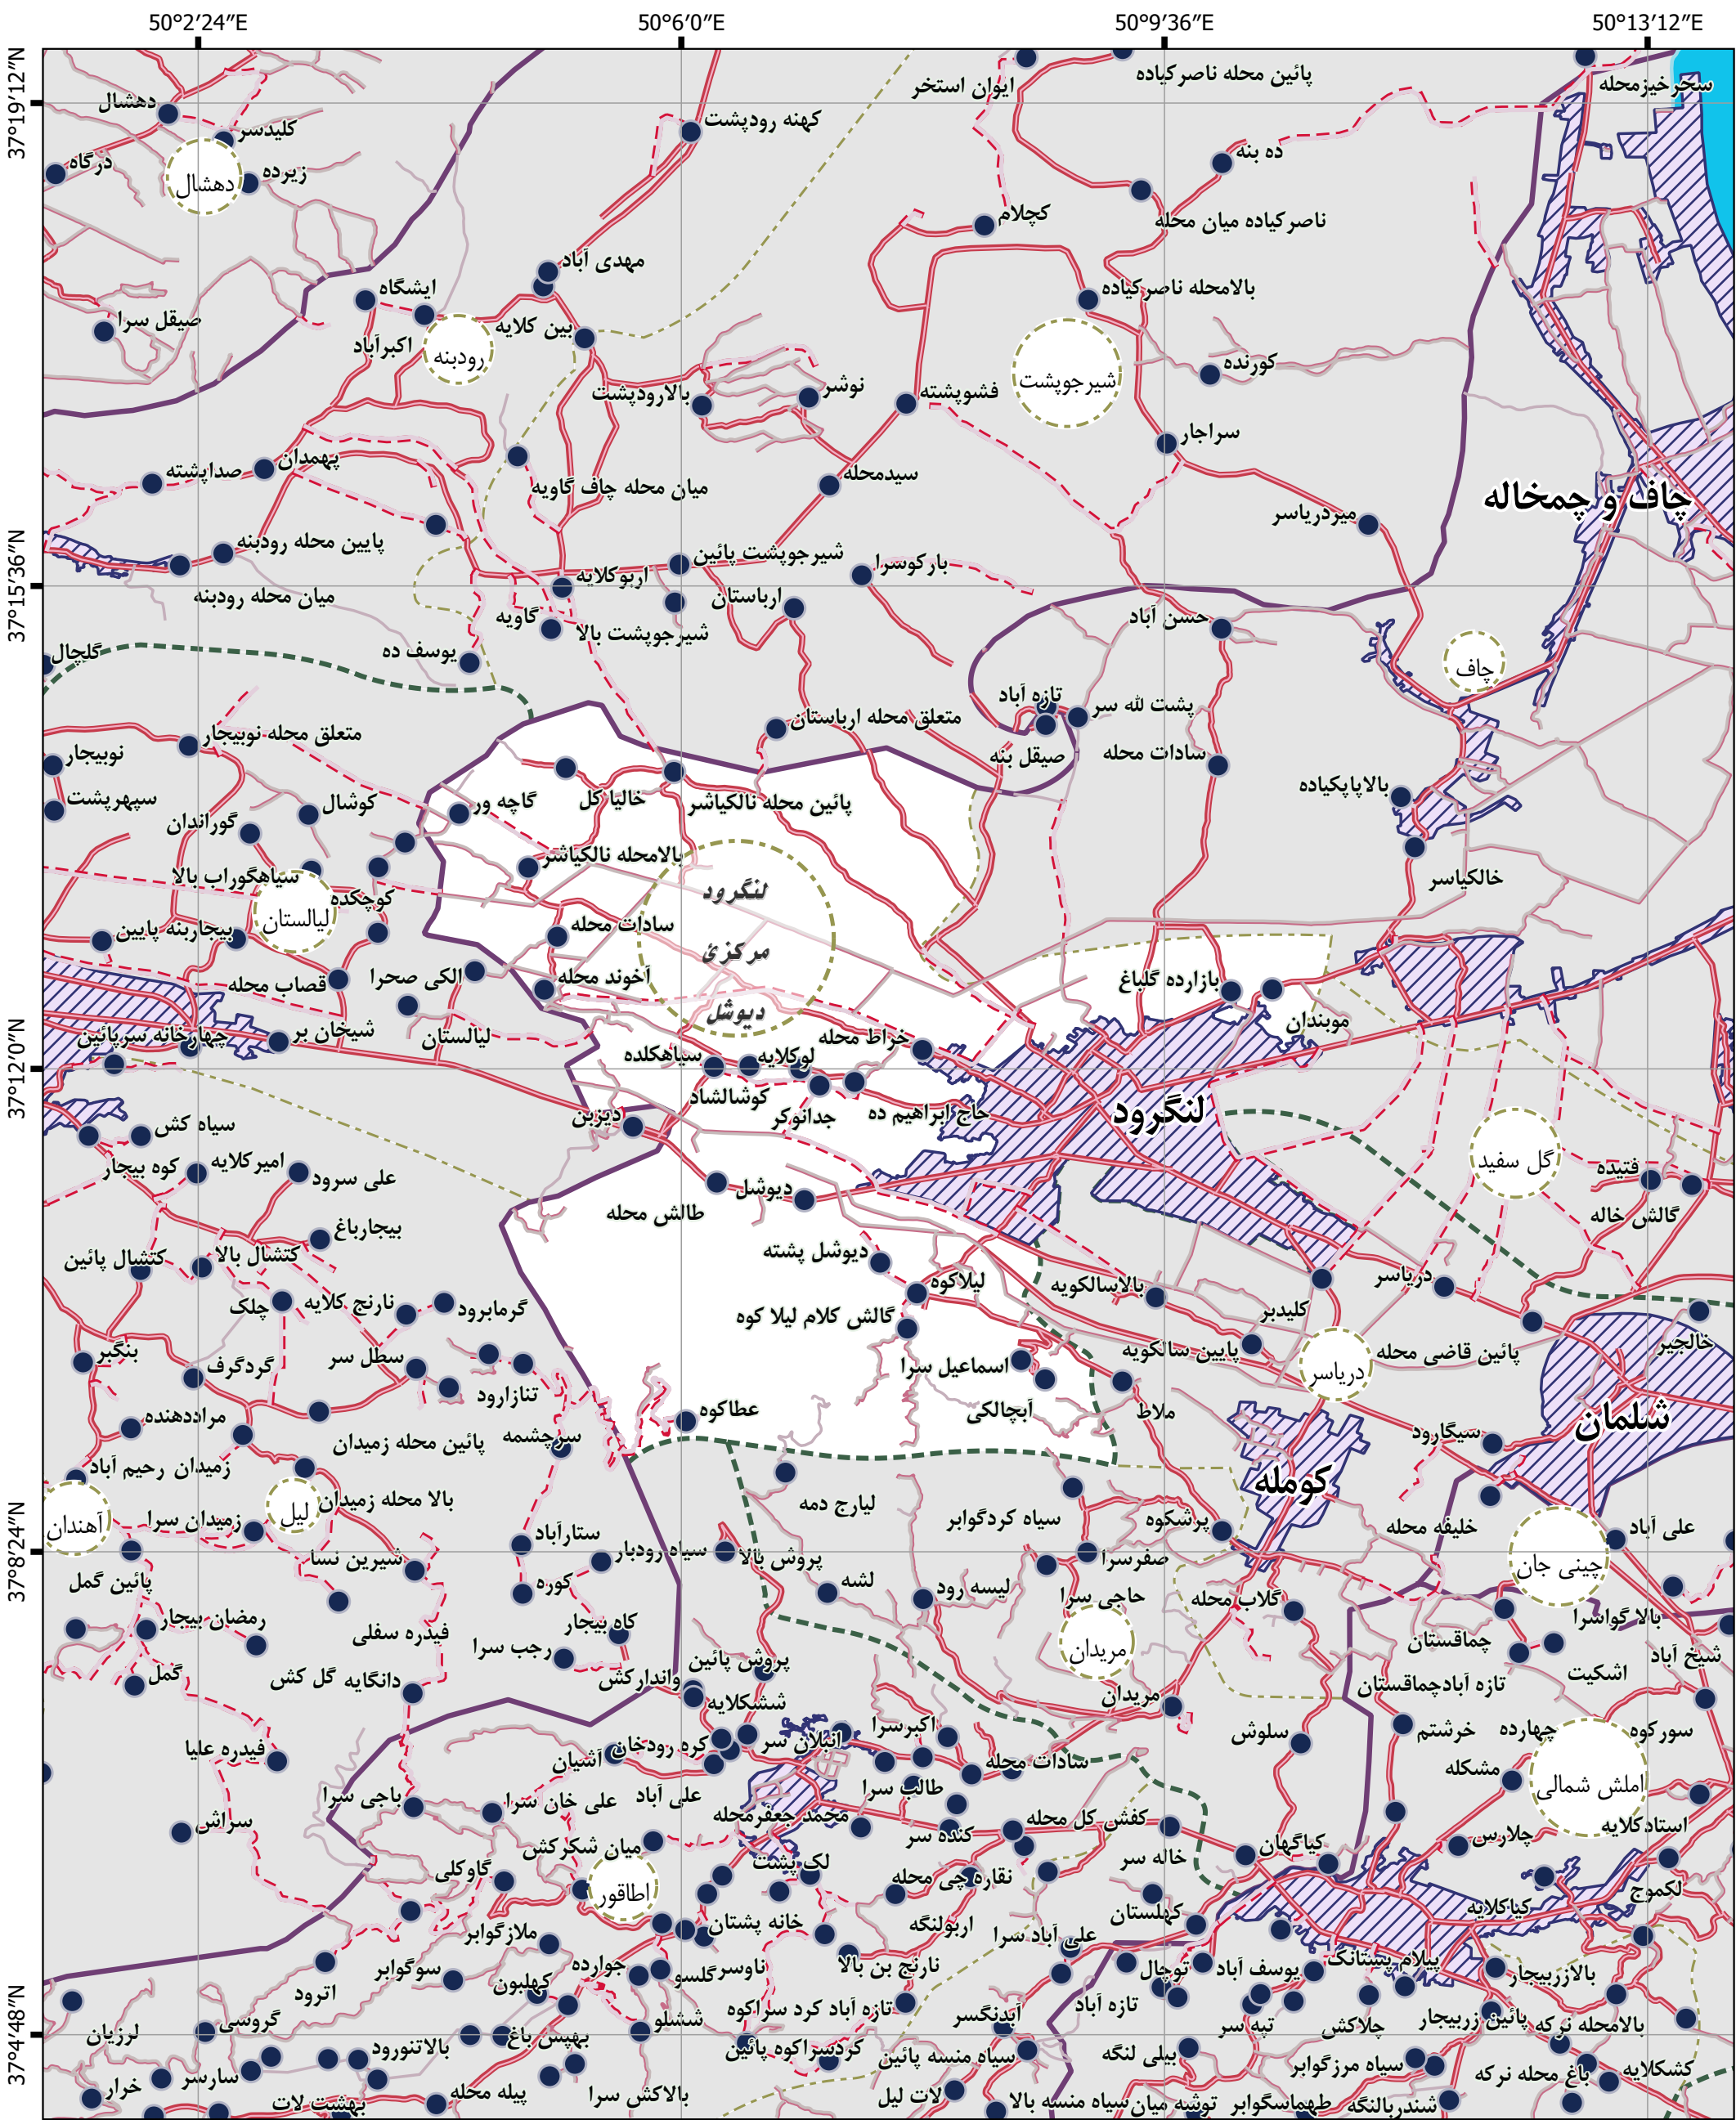 50°2′24″E
50°6′0″E
50°9′36″E
50°13′12″E
37°19′12″N
37°15′36″N
37°12′0″N
37°8′24″N
37°4′48″N
ایوان استخر
پائین محله ناصرکیاده
سخرخیزمحله
دهشال
کلیدسر
کهنه رودپشت
ده بنه
درگاه
زیرده
دهشال
کچلام
ناصرکیاده میان محله
مهدی آباد
ایشگاه
بالامحله ناصرکیاده
صیقل سرا
بین کلایه
اکبرآباد
رودبنه
شیرجوپشت
کورنده
بالارودپشت
نوشر
فشوپشته
سراجار
پهمدان
صداپشته
میان محله چاف گاویه
سیدمحله
چاف و چمخاله
میردریاسر
پایین محله رودبنه
شیرجوپشت پائین
بارکوسرا
اربوکلایه
میان محله رودبنه
گاویه
ارباستان
شیرجوپشت بالا
حسن آباد
گلچال
یوسف ده
چاف
تازه آباد
پشت لله سر
متعلق محله ارباستان
متعلق محله نوبیجار
نوبیجار
صیقل بنه
سادات محله
سپهرپشت
کوشال
گاچه ور
خالیاکل
پائین محله نالکیاشر
بالاپاپکیاده
گوراندان
بالامحله نالکیاشر
سیاهگوراب بالا
کوچکده
لیالستان
خالکیاسر
لنگرود
مرکزئ
دیوشل
سادات محله
بیجاربنه پایین
قصاب محله
الکی صحرا
آخوند محله
بازارده گلباغ
موبندان
چهارخانه سرپائین
شیخان بر
لیالستان
خراط محله
سیاهکلده
لوکلایه
کوشالشاد
جدانوکر
حاج ابراهیم ده
لنگرود
دیزبن
سیاه کش
کوه بیجار
امیرکلایه
علی سرود
گل سفید
فتیده
گالش خاله
طالش محله
دیوشل
بیجارباغ
کتشال پائین
کتشال بالا
دیوشل پشته
لیلاکوه
بالاسالکویه
دریاسر
چلک
نارنج کلایه
گرمابرود
گالش کلام لیلا کوه
کلیدبر
خالجیر
بنگبر
گردگرف
سطل سر
تنازارود
اسماعیل سرا
پایین سالکویه
پائین قاضی محله
دریاسر
مراددهنده
عطاکوه
آبچالکی
ملاط
سیگارود
شلمان
پائین محله زمیدان
سرچشمه
زمیدان رحیم آباد
لیل
بالا محله زمیدان
کومله
آهندان
زمیدان سرا
لیارج دمه
سیاه کردگوابر
پرشکوه
خلیفه محله
علی آباد
ستارآباد
شیرین نسا
سیاه رودبار
پروش بالا
صفرسرا
چینی جان
پائین گمل
کوره
لشه
لیسه رود
حاجی سرا
گلاب محله
بالا گواسرا
رمضان بیجار
فیدره سفلی
کاه بیجار
رجب سرا
مریدان
چماقستان
شیخ آباد
گمل
دانگایه گل کش
واندارکش
پروش پائین
اشکیت
تازه آبادچماقستان
ششکلایه
مریدان
فیدره علیا
کره رودخان
آشیان
اتللان سر
اکبرسرا
سلوش
خرشتم
چهارده
سورکوه
سادات محله
مشکله
املش شمالی
باجی سرا
علی خان سرا
علی آباد
طالب سرا
محمد جعفرمحله
سراش
کنده سر
کفش کل محله
میان شکرکش
کیاگهان
چلارس
استادکلایه
گاوکلی
اطاقور
لک پشت
نقاره چی محله
خاله سر
لکموج
کیاکلایه
ملازگوابر
خانه پشتان
اربولنگه
کهلستان
علی آباد سرا
سوگوابر
جوارده
ناوسر
گلسو
نارنج بن بالا
توچال
یوسف آباد
پیلام پستانک
بالازربیجار
اترود
کهلبون
تازه آباد کرد سراکوه
تازه آباد
گروسی
ششلو
آبدنگسر
تپه سر
چلاکش
پائین زربیجار
بالامحله نرکه
لرزبان
بالاتنورود
بهپس باغ
کردسراکوه پائین
سیاه منسه پائین
بیلی لنگه
سیاه مرزگوابر
باغ محله نرکه
کشکلایه
خرار
سارسر
بهشت لات
پیله محله
بالاکش سرا
لات لیل
سیاه منسه بالا
توشه میان
طهماسگوابر
شندربالنگه